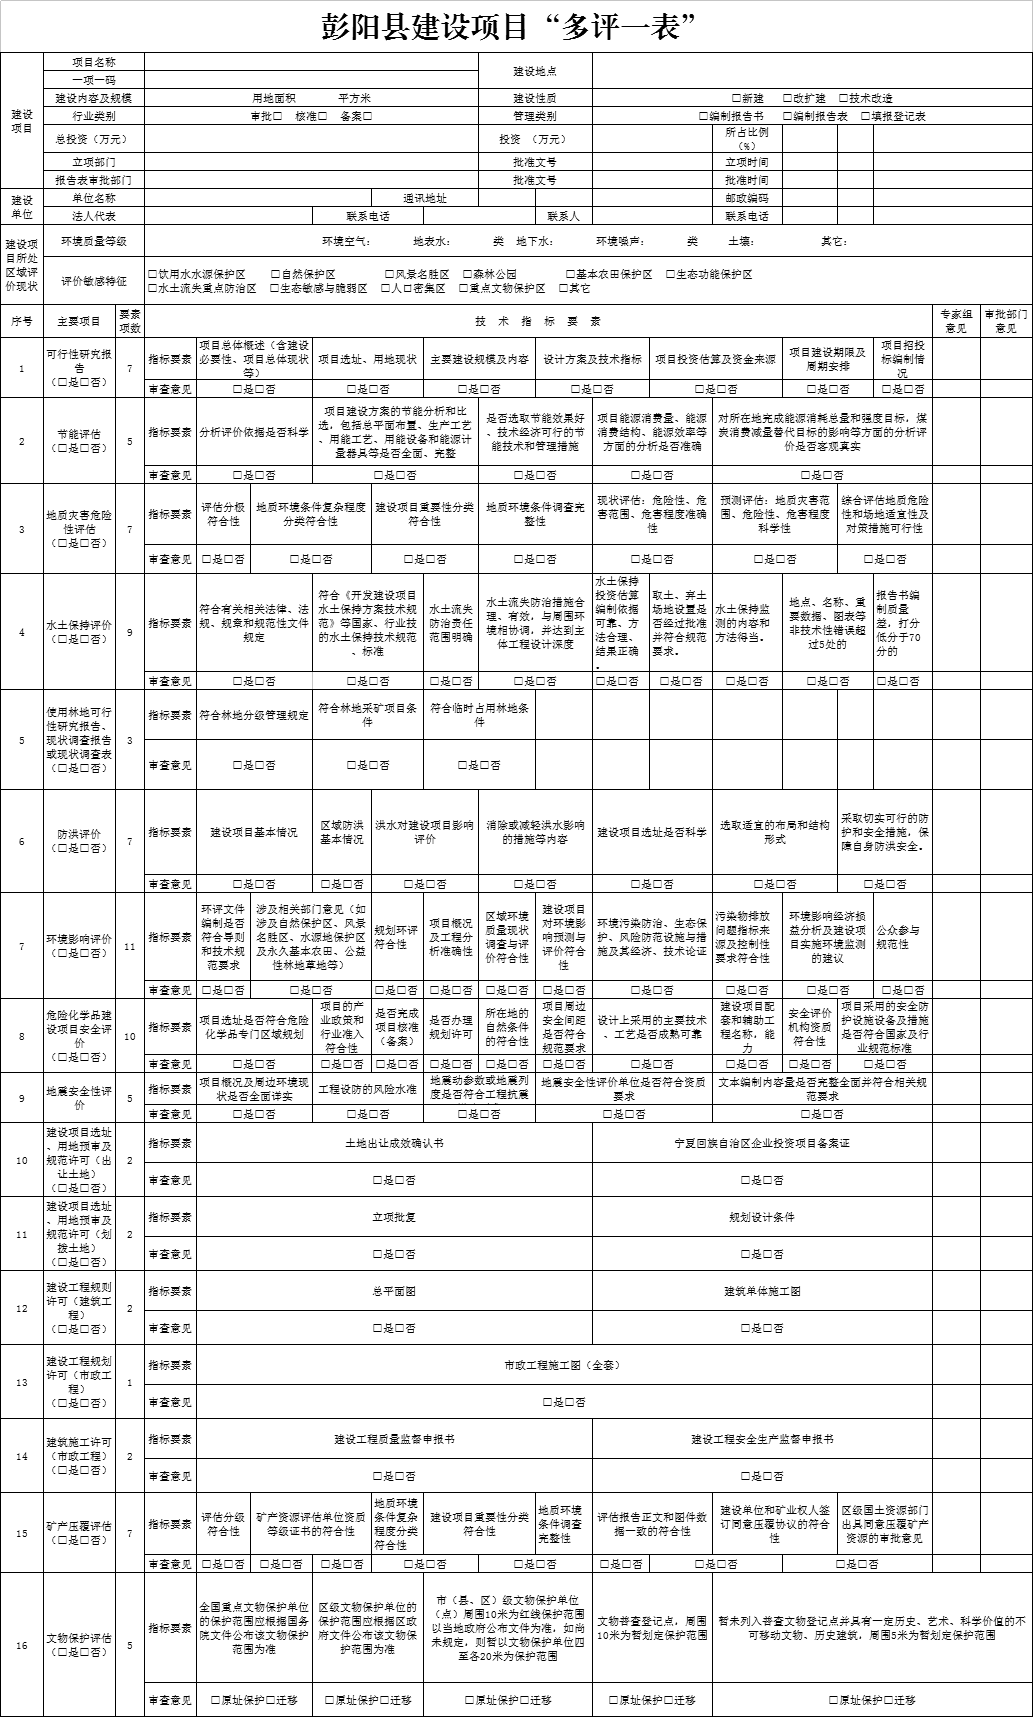 彭阳县建设项目“多评一表”
建设项目
项目名称
建设地点
一项一码
建设内容及规模 用地面积 平方米 建设性质 □新建 □改扩建 □技术改造
行业类别 审批□ 核准□ 备案□ 管理类别 □编制报告书 □编制报告表 □填报登记表
总投资（万元） 投资 （万元） 所占比例（%）
立项部门 批准文号 立项时间
报告表审批部门 批准文号 批准时间
建设单位
单位名称 通讯地址 邮政编码
法人代表 联系电话 联系人 联系电话
建设项目所处区域评价现状
环境质量等级 环境空气： 地表水： 类 地下水： 环境噪声： 类 土壤： 其它：
评价敏感特征
□饮用水水源保护区 □自然保护区 □风景名胜区 □森林公园 □基本农田保护区 □生态功能保护区
□水土流失重点防治区 □生态敏感与脆弱区 □人口密集区 □重点文物保护区 □其它
序号 主要项目 要素项数 技 术 指 标 要 素 专家组意见 审批部门意见
1 可行性研究报告（□是□否） 7
指标要素 项目总体概述（含建设必要性、项目总体现状等） 项目选址、用地现状 主要建设规模及内容 设计方案及技术指标 项目投资估算及资金来源 项目建设期限及周期安排 项目招投标编制情况
审查意见 □是□否 □是□否 □是□否 □是□否 □是□否 □是□否 □是□否
2 节能评估（□是□否） 5
指标要素 分析评价依据是否科学 项目建设方案的节能分析和比选，包括总平面布置、生产工艺、用能工艺、用能设备和能源计量器具等是否全面、完整 是否选取节能效果好、技术经济可行的节能技术和管理措施 项目能源消费量、能源消费结构、能源效率等方面的分析是否准确 对所在地完成能源消耗总量和强度目标，煤炭消费减量替代目标的影响等方面的分析评价是否客观真实
审查意见 □是□否 □是□否 □是□否 □是□否 □是□否
3 地质灾害危险性评估（□是□否） 7
指标要素 评估分极符合性 地质环境条件复杂程度分类符合性 建设项目重要性分类符合性 地质环境条件调查完整性 现状评估：危险性、危害范围、危害程度准确性 预测评估：地质灾害范围、危险性、危害程度科学性 综合评估地质危险性和场地适宜性及对策措施可行性
审查意见 □是□否 □是□否 □是□否 □是□否 □是□否 □是□否 □是□否
4 水土保持评价（□是□否） 9
指标要素 符合有关相关法律、法规、规章和规范性文件规定 符合《开发建设项目水土保持方案技术规范》等国家、行业技的水土保持技术规范、标准 水土流失防治责任范围明确 水土流失防治措施合理、有效，与周围环境相协调，并达到主体工程设计深度 水土保持投资估算编制依据可靠、方法合理、结果正确。 取土、弃土场地设置是否经过批准并符合规范要求。 水土保持监测的内容和方法得当。 地点、名称、重要数据、图表等非技术性错误超过5处的 报告书编制质量差，打分低分于70分的
审查意见 □是□否 □是□否 □是□否 □是□否 □是□否 □是□否 □是□否 □是□否 □是□否
5 使用林地可行性研究报告、现状调查报告或现状调查表（□是□否） 3
指标要素 符合林地分级管理规定 符合林地采矿项目条件 符合临时占用林地条件
审查意见 □是□否 □是□否 □是□否
6 防洪评价（□是□否） 7
指标要素 建设项目基本情况 区域防洪基本情况 洪水对建设项目影响评价 消除或减轻洪水影响的措施等内容 建设项目选址是否科学 选取适宜的布局和结构形式 采取切实可行的防护和安全措施，保障自身防洪安全。
审查意见 □是□否 □是□否 □是□否 □是□否 □是□否 □是□否 □是□否
7 环境影响评价（□是□否） 11
指标要素 环评文件编制是否符合导则和技术规范要求 涉及相关部门意见（如涉及自然保护区、风景名胜区、水源地保护区及永久基本农田、公益性林地草地等） 规划环评符合性 项目概况及工程分析准确性 区域环境质量现状调查与评价符合性 建设项目对环境影响预测与评价符合性 环境污染防治、生态保护、风险防范设施与措施及其经济、技术论证 污染物排放问题指标来源及控制性要求符合性 环境影响经济损益分析及建设项目实施环境监测的建议 公众参与规范性
审查意见 □是□否 □是□否 □是□否 □是□否 □是□否 □是□否 □是□否 □是□否 □是□否 □是□否
8 危险化学品建设项目安全评价（□是□否） 10
指标要素 项目选址是否符合危险化学品专门区域规划 项目的产业政策和行业准入符合性 是否完成项目核准（备案） 是否办理规划许可 所在地的自然条件的符合性 项目周边安全间距是否符合规范要求 设计上采用的主要技术、工艺是否成熟可靠 建设项目配套和辅助工程名称，能力 安全评价机构资质符合性 项目采用的安全防护设施设备及措施是否符合国家及行业规范标准
审查意见 □是□否 □是□否 □是□否 □是□否 □是□否 □是□否 □是□否 □是□否 □是□否 □是□否
9 地震安全性评价 5
指标要素 项目概况及周边环境现状是否全面详实 工程设防的风险水准 地震动参数或地震列度是否符合工程抗震 地震安全性评价单位是否符合资质要求 文本编制内容量是否完整全面并符合相关规范要求
审查意见 □是□否 □是□否 □是□否 □是□否 □是□否
10 建设项目选址、用地预审及规范许可（出让土地）（□是□否） 2
指标要素 土地出让成效确认书 宁夏回族自治区企业投资项目备案证
审查意见 □是□否 □是□否
11 建设项目选址、用地预审及规范许可（划拨土地）（□是□否） 2
指标要素 立项批复 规划设计条件
审查意见 □是□否 □是□否
12 建设工程规则许可（建筑工程）（□是□否） 2
指标要素 总平面图 建筑单体施工图
审查意见 □是□否 □是□否
13 建设工程规划许可（市政工程）（□是□否） 1
指标要素 市政工程施工图（全套）
审查意见 □是□否
14 建筑施工许可（市政工程）（□是□否） 2
指标要素 建设工程质量监督申报书 建设工程安全生产监督申报书
审查意见 □是□否 □是□否
15 矿产压覆评估（□是□否） 7
指标要素 评估分级符合性 矿产资源评估单位资质等级证书的符合性 地质环境条件复杂程度分类符合性 建设项目重要性分类符合性 地质环境条件调查完整性 评估报告正文和图件数据一致的符合性 建设单位和矿业权人签订同意压覆协议的符合性 区级国土资源部门出具同意压覆矿产资源的审批意见
审查意见 □是□否 □是□否 □是□否 □是□否 □是□否 □是□否 □是□否 □是□否
16 文物保护评估（□是□否） 5
指标要素 全国重点文物保护单位的保护范围应根据国务院文件公布该文物保护范围为准 区级文物保护单位的保护范围应根据区政府文件公布该文物保护范围为准 市（县、区）级文物保护单位（点）周围10米为红线保护范围以当地政府公布文件为准，如尚未规定，则暂以文物保护单位四至各20米为保护范围 文物普查登记点，周围10米为暂划定保护范围 暂未列入普查文物登记点并具有一定历史、艺术、科学价值的不可移动文物、历史建筑，周围5米为暂划定保护范围
审查意见 □原址保护□迁移 □原址保护□迁移 □原址保护□迁移 □原址保护□迁移 □原址保护□迁移